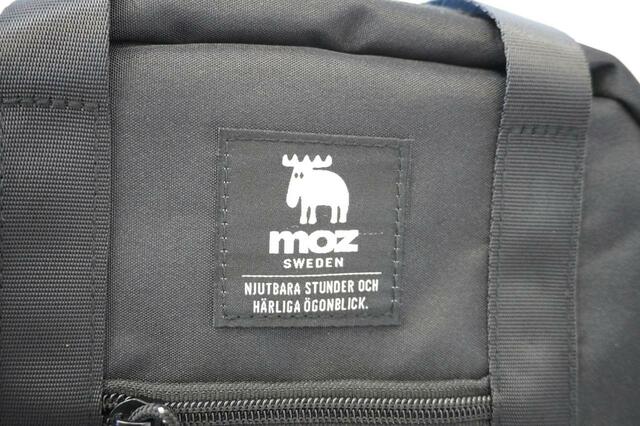 moz
SWEDEN
NJUTBARA STUNDER OCH
HÄRLIGA ÖGONBLICK.